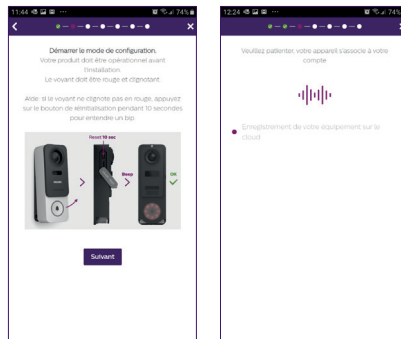 11:44
74%
Démarrer le mode de configuration.
Votre produit doit être opérationnel avant
l'installation.
Le voyant doit être rouge et clignotant.
Aide: si le voyant ne clignote pas en rouge, appuyez
sur le bouton de réinitialisation pendant 10 secondes
pour entendre un bip.
Reset 10 sec
Beep
OK
Suivant
12:24
74%
Veuillez patienter, votre appareil s'associe à votre
compte
Enregistrement de votre équipement sur le
cloud